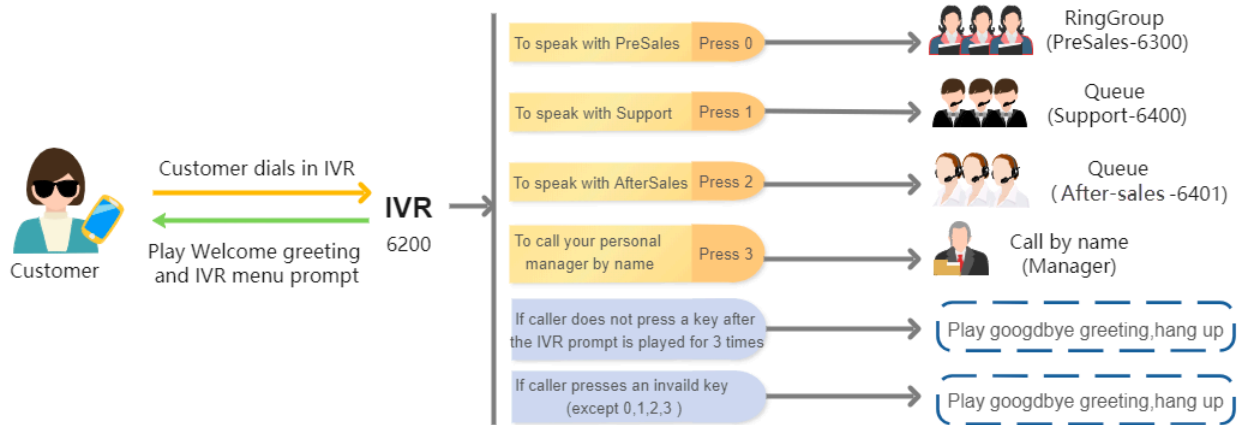 Customer
Customer dials in IVR
Play Welcome greeting
and IVR menu prompt
IVR
6200
To speak with PreSales
Press 0
RingGroup
(PreSales-6300)
To speak with Support
Press 1
Queue
(Support-6400)
To speak with AfterSales
Press 2
Queue
( After-sales -6401)
To call your personal
manager by name
Press 3
Call by name
(Manager)
If caller does not press a key after
the IVR prompt is played for 3 times
Play goodgbye greeting,hang up
If caller presses an invaild key
(except 0,1,2,3 )
Play goodgbye greeting,hang up